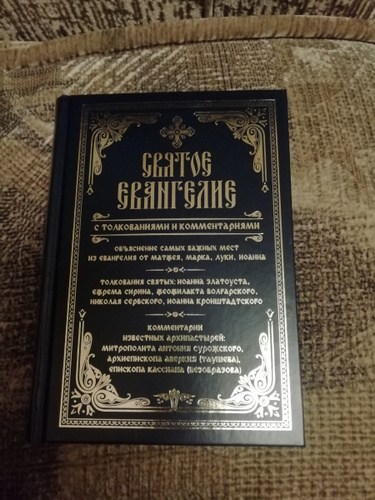 СВЯТОЕ
ЕВАНГЕЛИЕ
С ТОЛКОВАНИЯМИ И КОММЕНТАРИЯМИ
ОБЪЯСНЕНИЕ САМЫХ ВАЖНЫХ МЕСТ
ИЗ ЕВАНГЕЛИЯ ОТ МАТФЕЯ, МАРКА, ЛУКИ, ИОАННА
ТОЛКОВАНИЯ СВЯТЫХ: ИОАННА ЗЛАТОУСТА,
ЕФРЕМА СИРИНА, ФЕОФИЛАКТА БОЛГАРСКОГО,
НИКОЛАЯ СЕРБСКОГО, ИОАННА КРОНШТАДТСКОГО
КОММЕНТАРИИ
ИЗВЕСТНЫХ АРХИПАСТЫРЕЙ:
МИТРОПОЛИТА АНТОНИЯ СУРОЖСКОГО,
АРХИЕПИСКОПА АВЕРКИЯ (ТАУШЕВА),
ЕПИСКОПА КАССИАНА (БЕЗОБРАЗОВА)